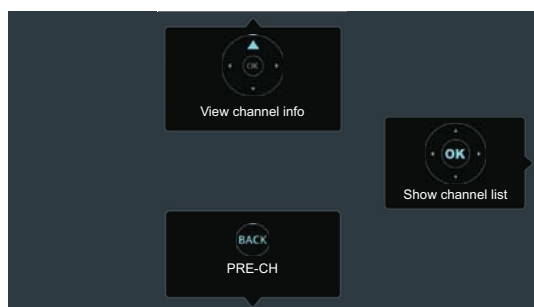 OK
View channel info
OK
Show channel list
BACK
PRE-CH